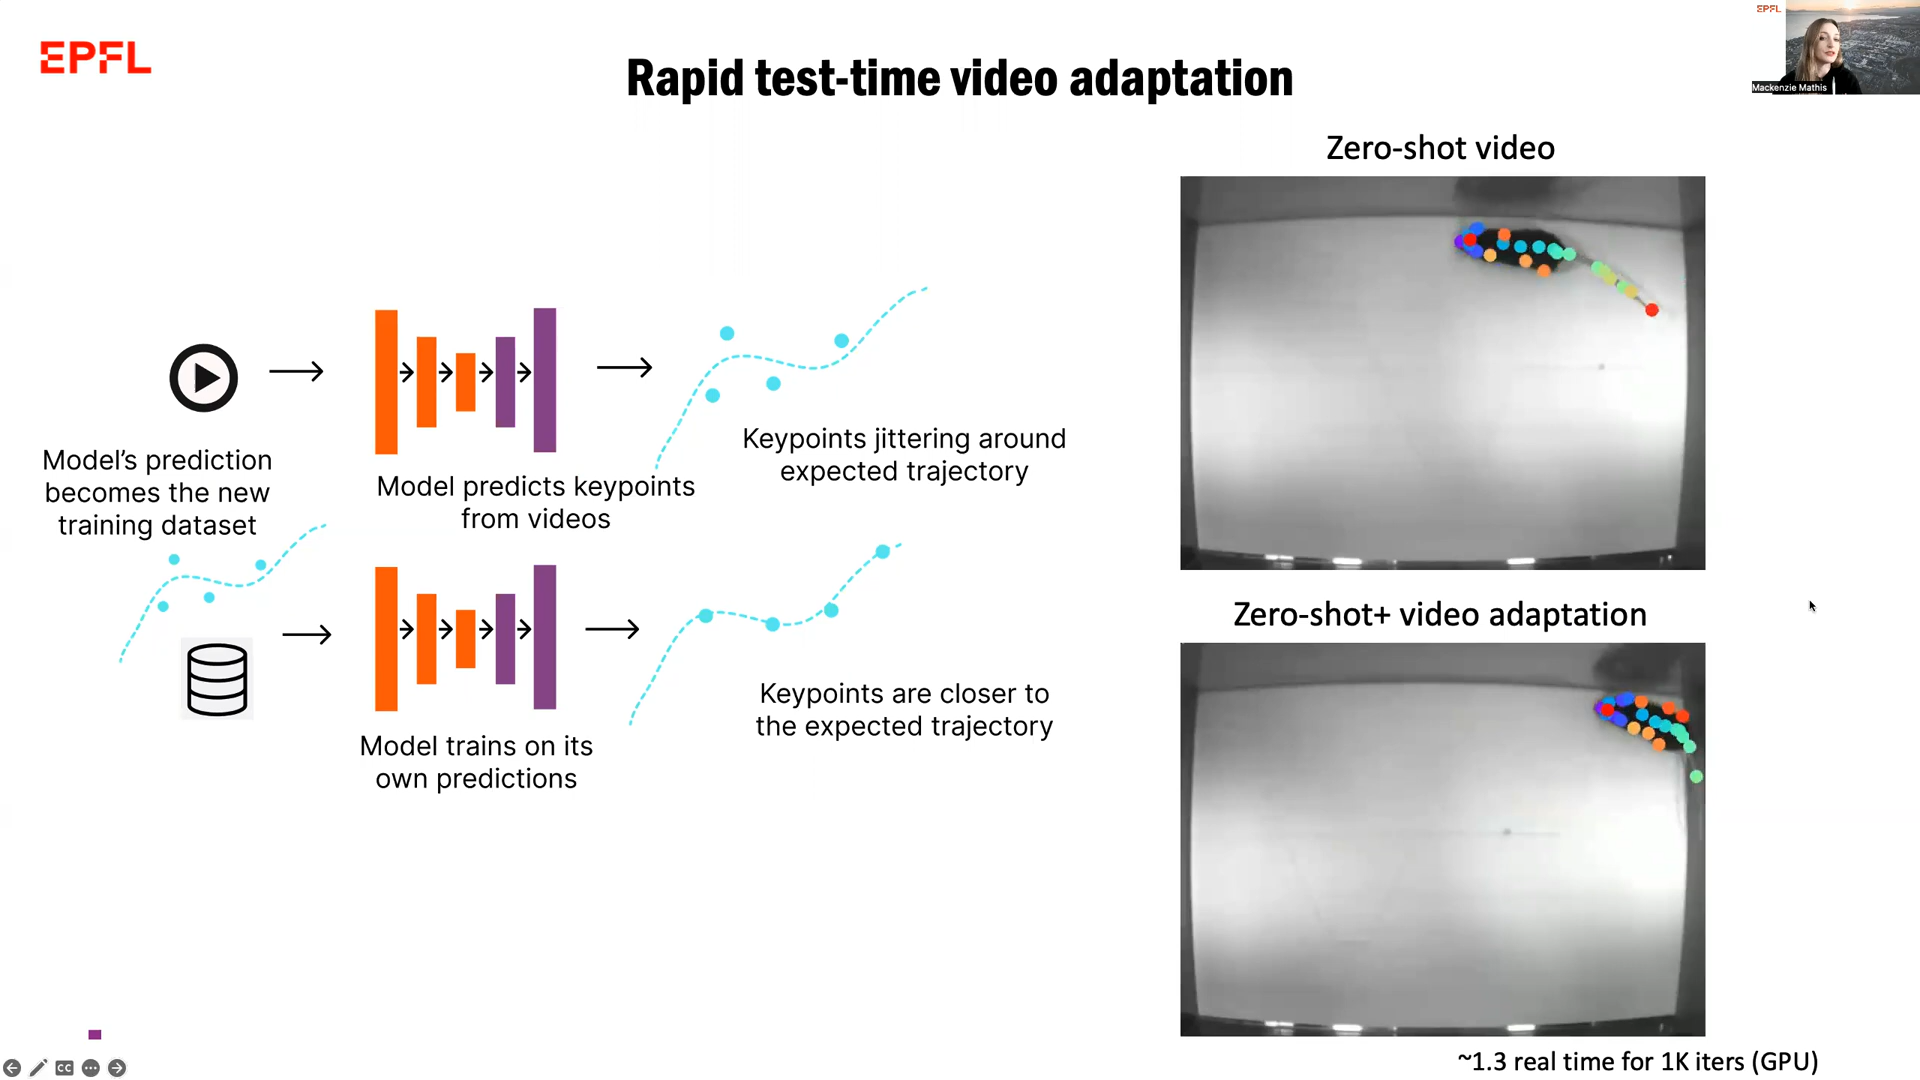 EPFL
Rapid test-time video adaptation
EPFL
Mackenzie Mathis
Zero-shot video
Model predicts keypoints
from videos
Keypoints jittering around
expected trajectory
Model's prediction
becomes the new
training dataset
Model trains on its
own predictions
Keypoints are closer to
the expected trajectory
Zero-shot+ video adaptation
~1.3 real time for 1K iters (GPU)
CC